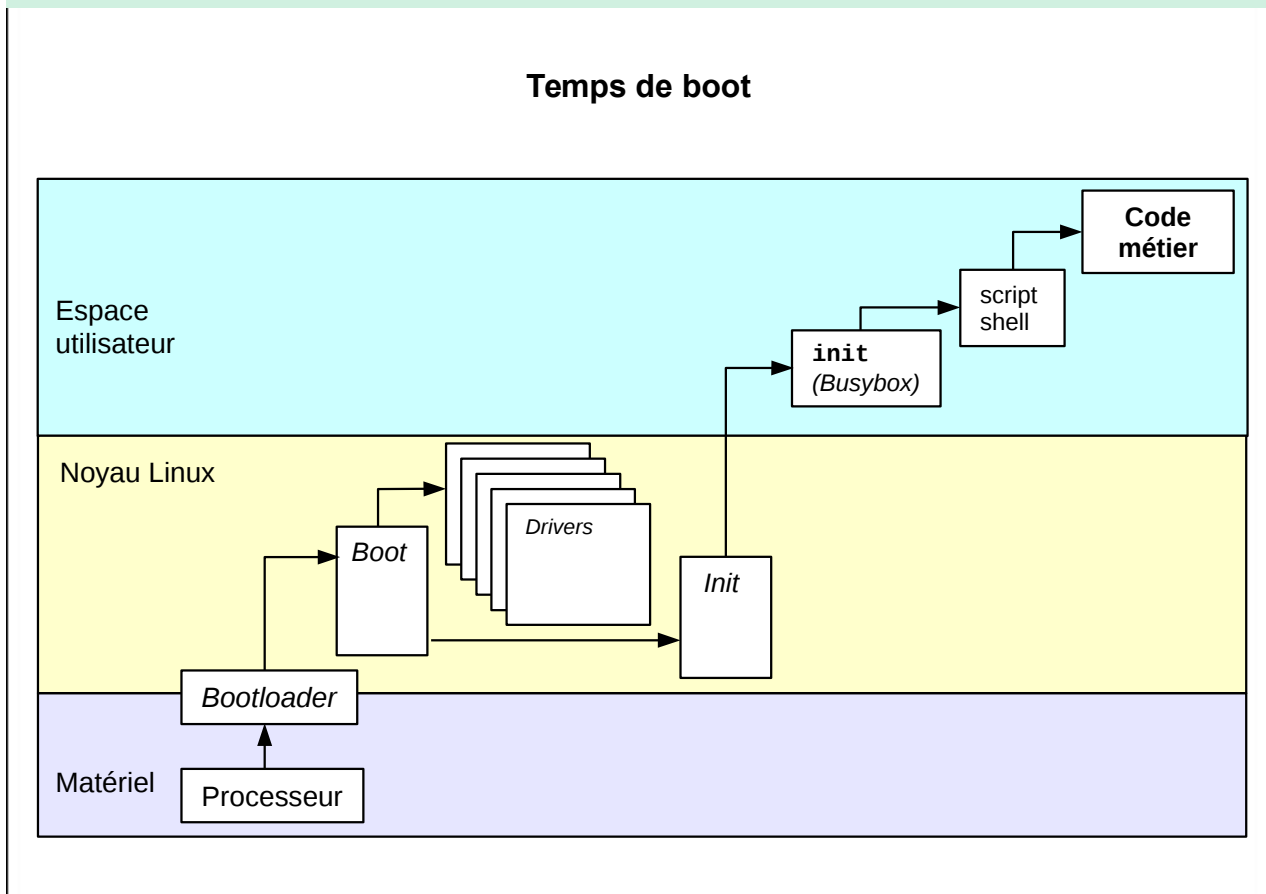 Temps de boot
Code
métier
script
shell
Espace
utilisateur
init
(Busybox)
Noyau Linux
Drivers
Boot
Init
Bootloader
Matériel
Processeur